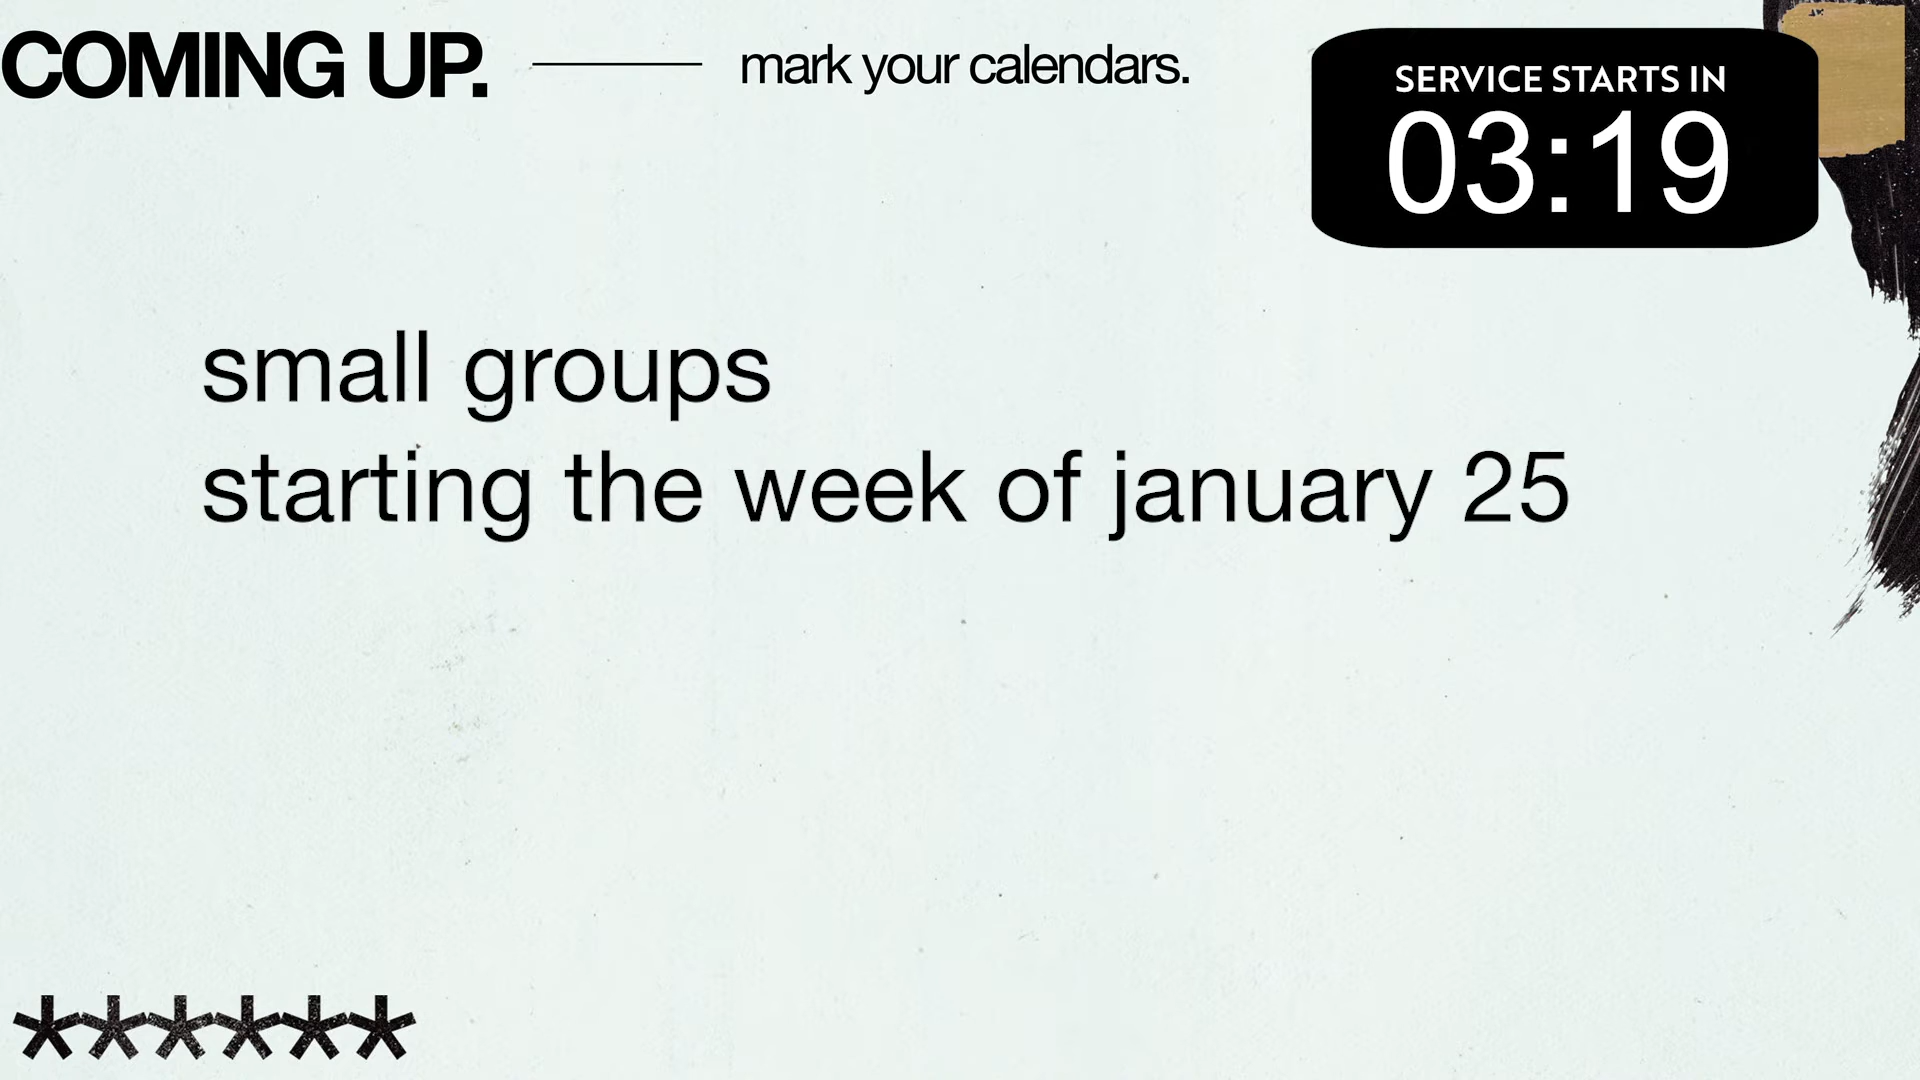 COMING UP. mark your calendars.
SERVICE STARTS IN
03:19
small groups
starting the week of january 25
******